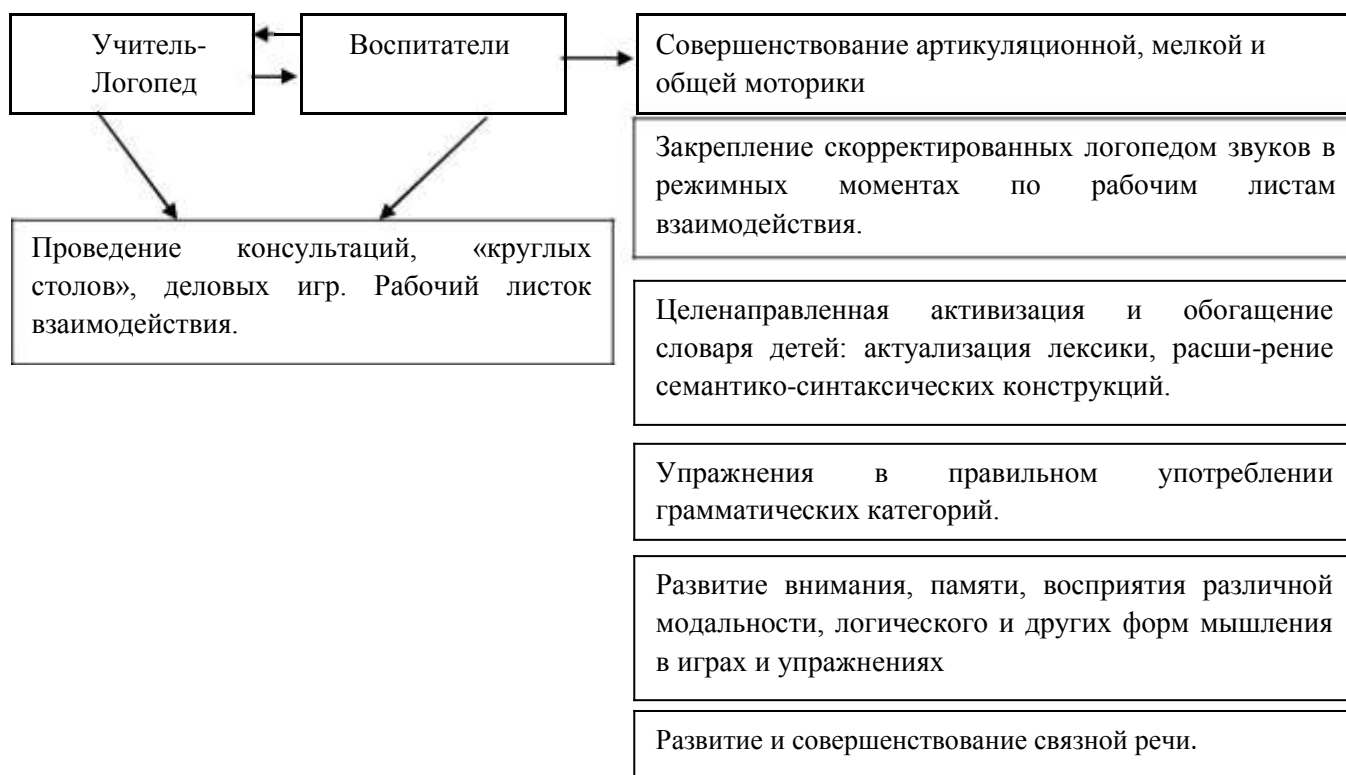 Учитель-
Логопед
Воспитатели
Совершенствование артикуляционной, мелкой и
общей моторики
Закрепление скорректированных логопедом звуков в
режимных моментах по рабочим листам
взаимодействия.
Проведение консультаций, «круглых
столов», деловых игр. Рабочий листок
взаимодействия.
Целенаправленная активизация и обогащение
словаря детей: актуализация лексики, расши-рение
семантико-синтаксических конструкций.
Упражнения в правильном употреблении
грамматических категорий.
Развитие внимания, памяти, восприятия различной
модальности, логического и других форм мышления
в играх и упражнениях
Развитие и совершенствование связной речи.